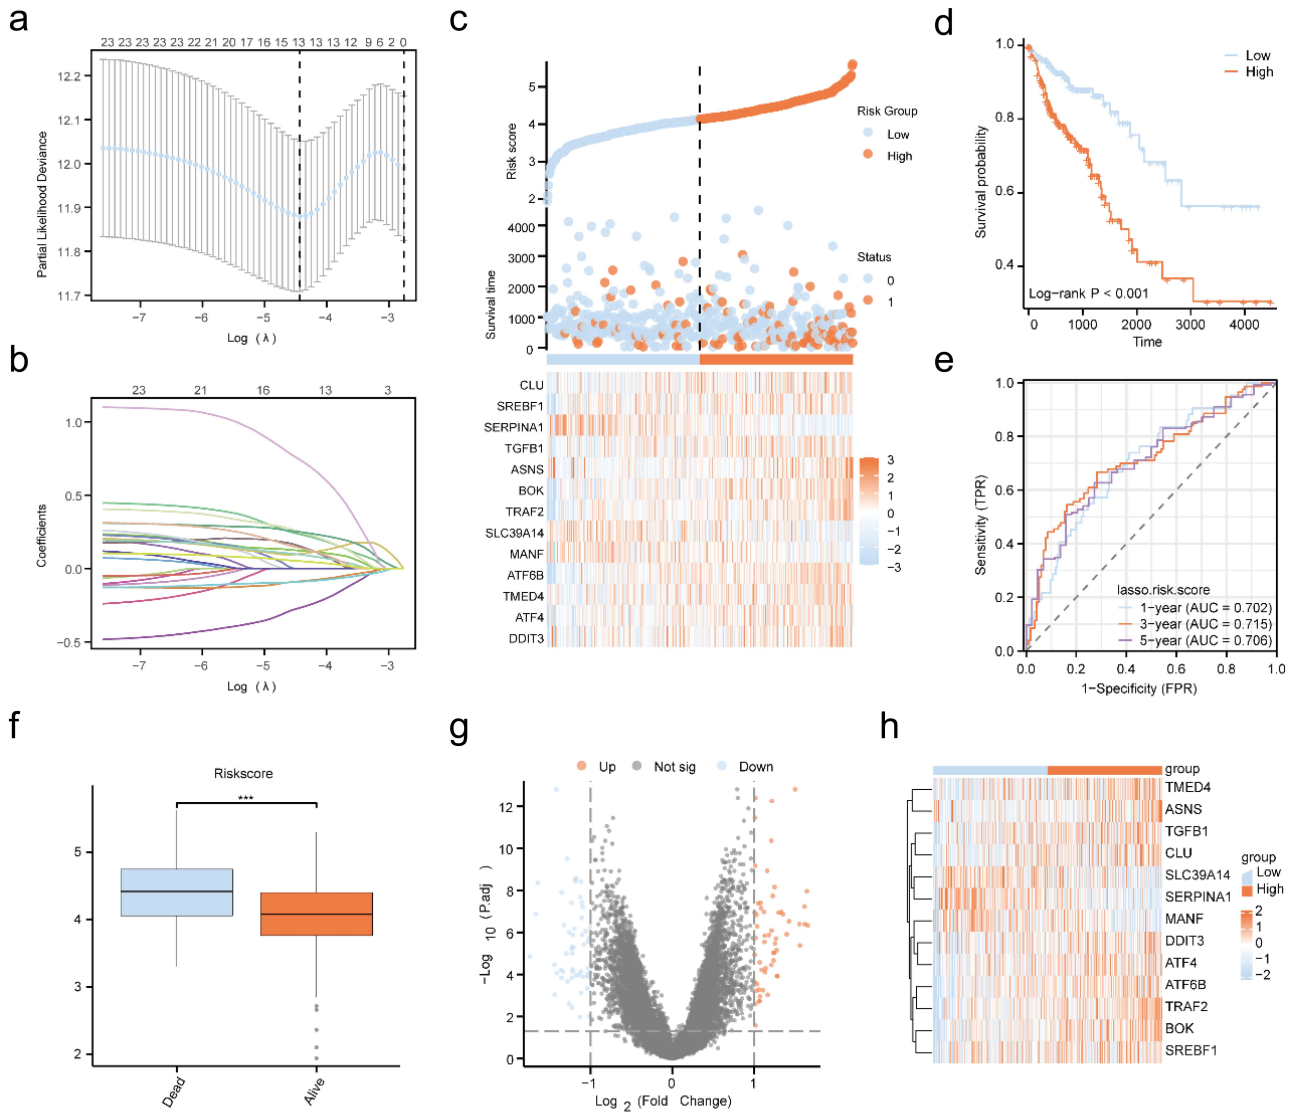 a
23 23 23 23 23 22 21 20 17 16 15 13 13 13 12 9 6 2 0
Partial Likelihood Deviance
12.2
12.1
12.0
11.9
11.8
11.7
−7 −6 −5 −4 −3
Log (λ)
b
23 21 16 13 3
Coefficients
1.0
0.5
0.0
−0.5
−7 −6 −5 −4 −3
Log (λ)
c
Risk score
5
4
3
2
Risk Group
Low
High
Survival time
4000
3000
2000
1000
0
Status
0
1
CLU
SREBF1
SERPINA1
TGFB1
ASNS
BOK
TRAF2
SLC39A14
MANF
ATF6B
TMED4
ATF4
DDIT3
3
2
1
0
−1
−2
−3
d
Survival probability
1.0
0.8
0.6
0.4
Low
High
Log−rank P < 0.001
0 1000 2000 3000 4000
Time
e
Sensitivity (TPR)
1.0
0.8
0.6
0.4
0.2
0.0
lasso.risk.score
1−year (AUC = 0.702)
3−year (AUC = 0.715)
5−year (AUC = 0.706)
0.0 0.2 0.4 0.6 0.8 1.0
1−Specificity (FPR)
f
Riskscore
***
5
4
3
2
Dead
Alive
g
Up Not sig Down
−Log 10 (P.adj )
12
10
8
6
4
2
0
−1 0 1
Log 2 (Fold Change)
h
group
TMED4
ASNS
TGFB1
CLU
SLC39A14
SERPINA1
MANF
DDIT3
ATF4
ATF6B
TRAF2
BOK
SREBF1
group
Low
High
2
1
0
−1
−2